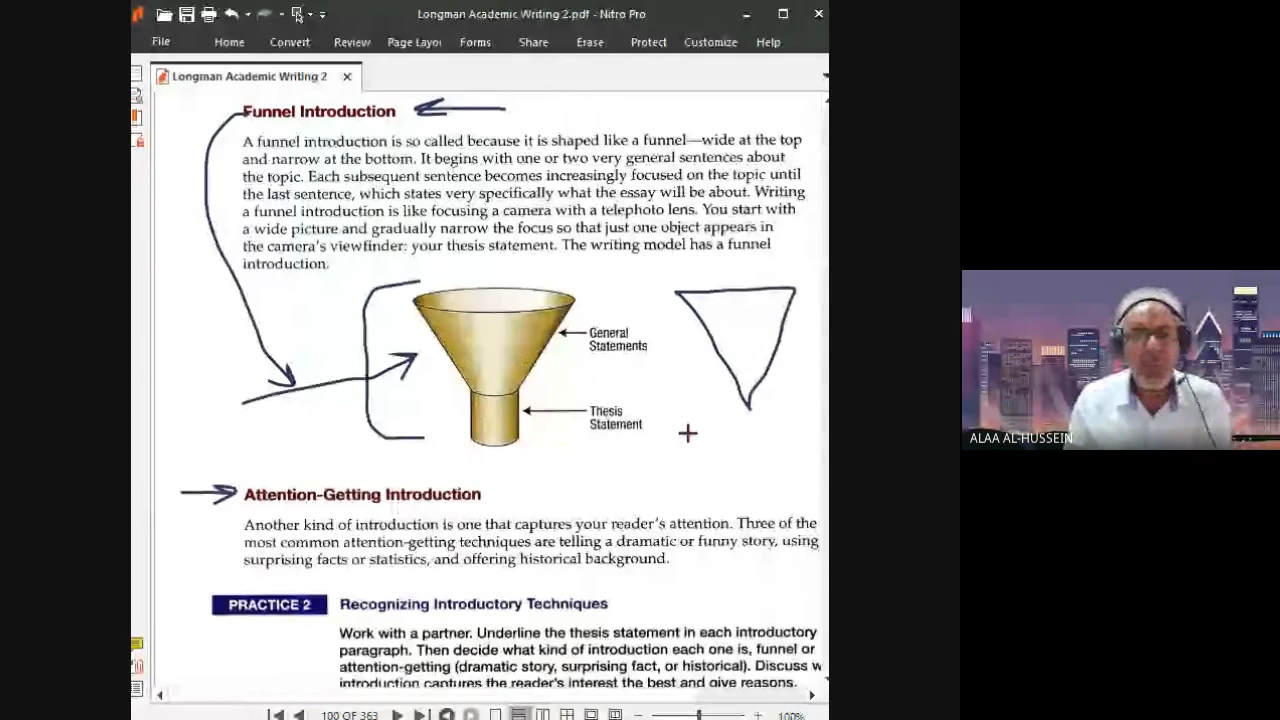 Longman Academic Writing 2.pdf - Nitro Pro
File Home Convert Review Page Layou Forms Share Erase Protect Customize Help
Longman Academic Writing 2
Funnel Introduction
A funnel introduction is so called because it is shaped like a funnel—wide at the top
and narrow at the bottom. It begins with one or two very general sentences about
the topic. Each subsequent sentence becomes increasingly focused on the topic until
the last sentence, which states very specifically what the essay will be about. Writing
a funnel introduction is like focusing a camera with a telephoto lens. You start with
a wide picture and gradually narrow the focus so that just one object appears in
the camera's viewfinder: your thesis statement. The writing model has a funnel
introduction.
General
Statements
Thesis
Statement
ALAA AL-HUSSEIN
Attention-Getting Introduction
Another kind of introduction is one that captures your reader's attention. Three of the
most common attention-getting techniques are telling a dramatic or funny story, using
surprising facts or statistics, and offering historical background.
PRACTICE 2 Recognizing Introductory Techniques
Work with a partner. Underline the thesis statement in each introductory
paragraph. Then decide what kind of introduction each one is, funnel or
attention-getting (dramatic story, surprising fact, or historical). Discuss w
introduction captures the reader's interest the best and give reasons.
100 OF 363
100%